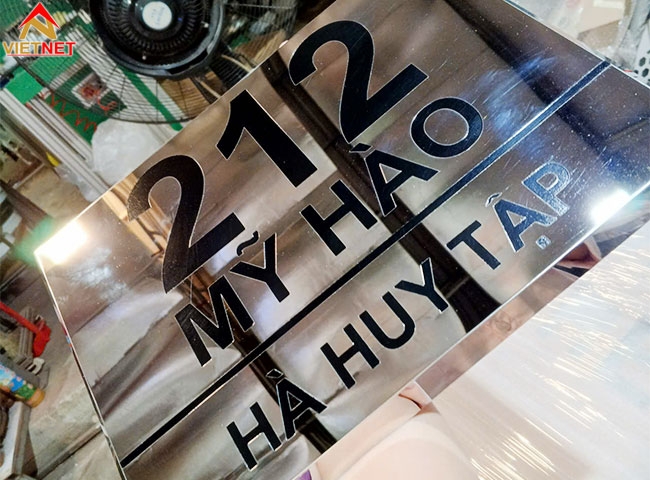 VIETNET
212
MỸ HÀO
HÀ HUY TẬP